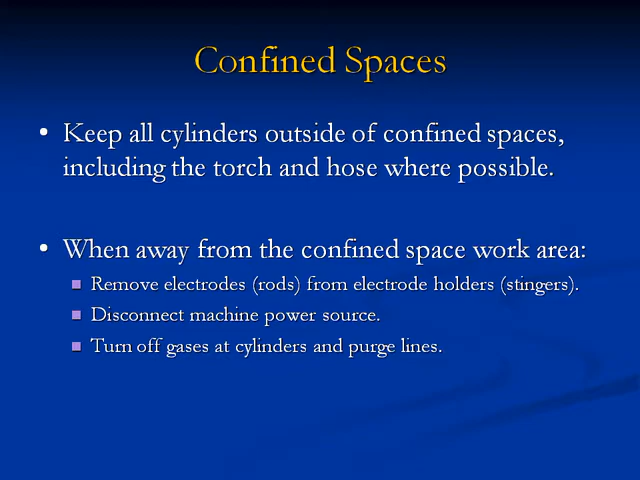 Confined Spaces
• Keep all cylinders outside of confined spaces,
including the torch and hose where possible.
• When away from the confined space work area:
■ Remove electrodes (rods) from electrode holders (stingers).
■ Disconnect machine power source.
■ Turn off gases at cylinders and purge lines.